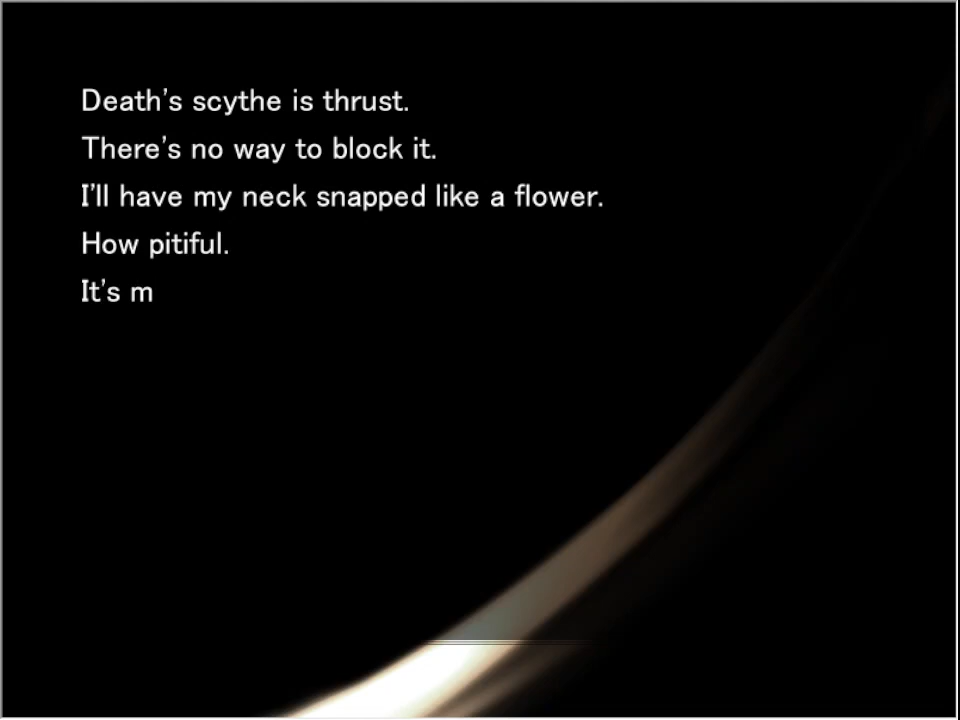 Death's scythe is thrust.
There's no way to block it.
I'll have my neck snapped like a flower.
How pitiful.
It's m